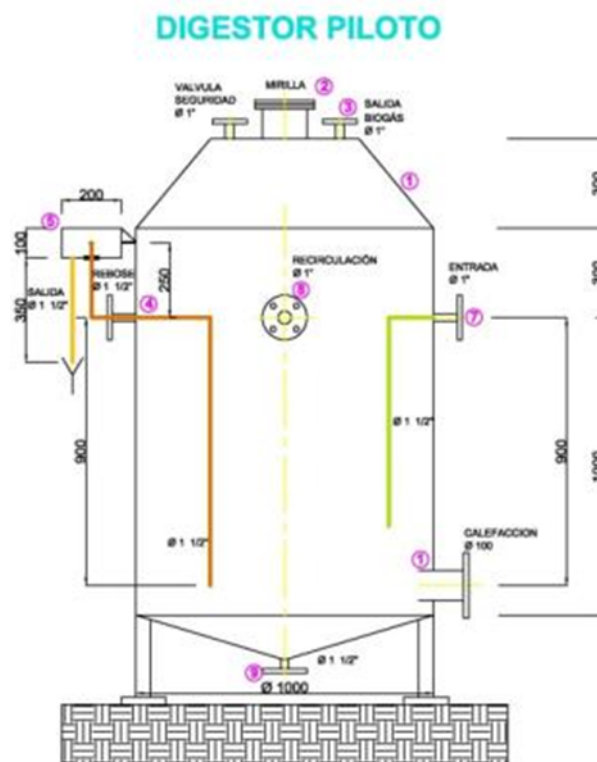 DIGESTOR PILOTO
VALVULA
SEGURIDAD
Ø 1"
MIRILLA
2
3
SALIDA
BIOGÁS
Ø 1"
1
300
200
5
100
REBOSE
Ø 1 1/2"
250
SALIDA
Ø 1 1/2"
350
4
RECIRCULACIÓN
Ø 1"
ENTRADA
Ø 1"
7
900
Ø 1 1/2"
900
Ø 1 1/2"
CALEFACCION
Ø 100
1
9
Ø 1 1/2"
Ø 1000